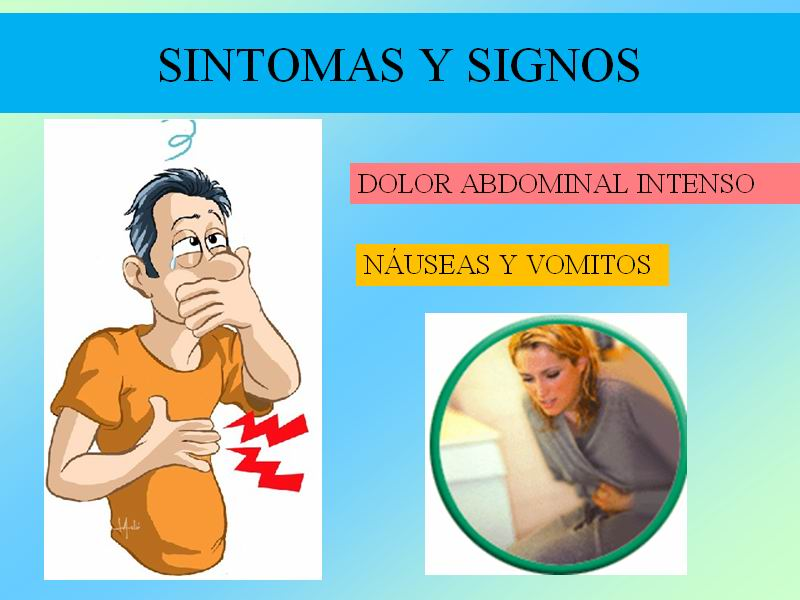 SINTOMAS Y SIGNOS
DOLOR ABDOMINAL INTENSO
NÁUSEAS Y VOMITOS